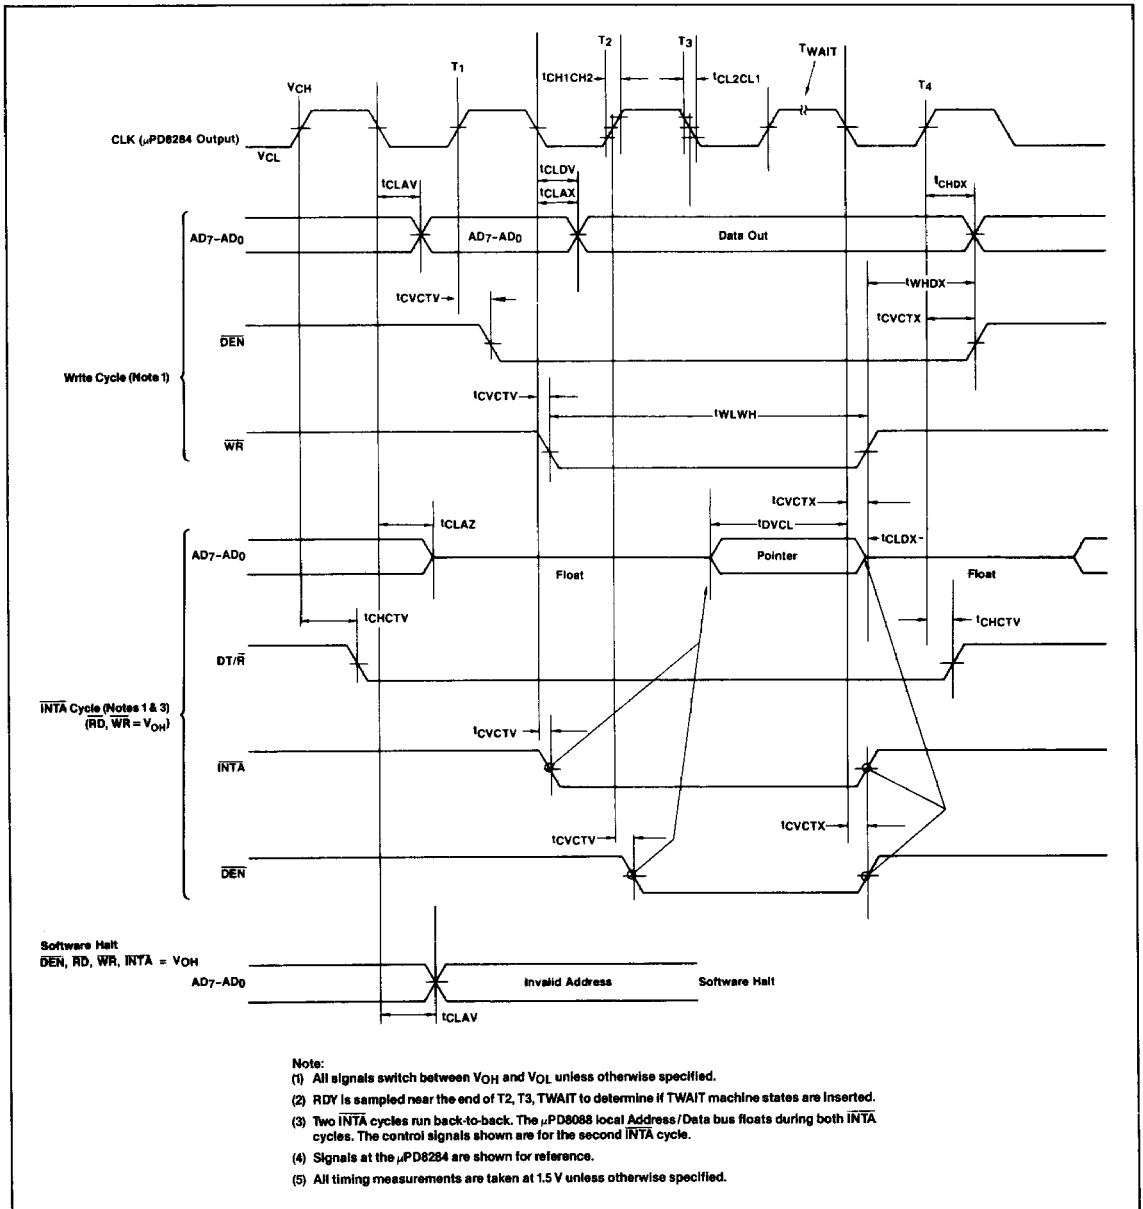 T1
T2
T3
TWAIT
T4
tCH1CH2
tCL2CL1
VCH
CLK (μPD8284 Output)
VCL
tCLAV
tCLDV
tCLAX
tCHDX
AD7-AD0
AD7-AD0
Data Out
tWHDX
tCVCTV
tCVCTX
DEN
Write Cycle (Note 1)
tCVCTV
tWLWH
WR
tCVCTX
tCLAZ
tDVCL
tCLDX
AD7-AD0
Float
Pointer
Float
tCHCTV
tCHCTV
DT/R
INTA Cycle (Notes 1 & 3)
(RD, WR = VOH)
tCVCTV
INTA
tCVCTV
tCVCTX
DEN
Software Halt
DEN, RD, WR, INTA = VOH
AD7-AD0
Invalid Address
Software Halt
tCLAV
Note:
(1) All signals switch between VOH and VOL unless otherwise specified.
(2) RDY is sampled near the end of T2, T3, TWAIT to determine if TWAIT machine states are inserted.
(3) Two INTA cycles run back-to-back. The μPD8088 local Address/Data bus floats during both INTA
cycles. The control signals shown are for the second INTA cycle.
(4) Signals at the μPD8284 are shown for reference.
(5) All timing measurements are taken at 1.5 V unless otherwise specified.